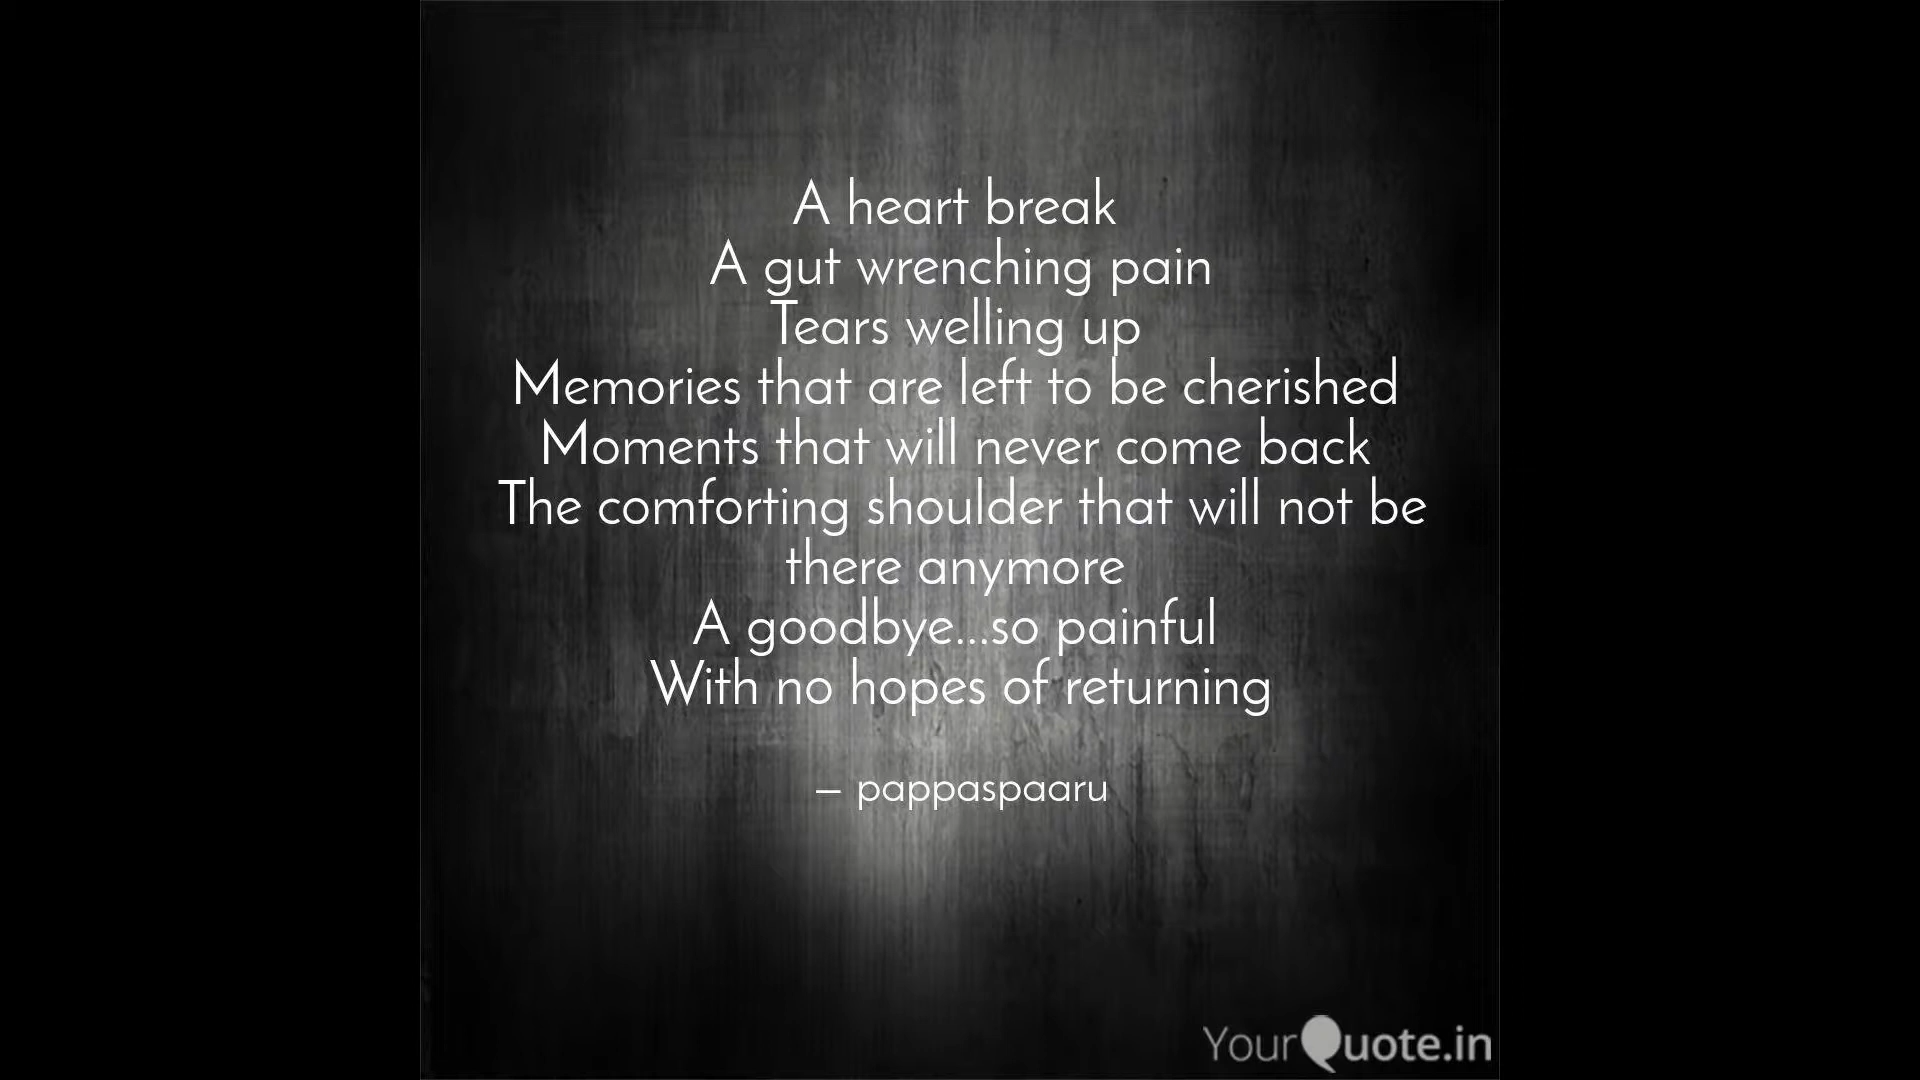 A heart break
A gut wrenching pain
Tears welling up
Memories that are left to be cherished
Moments that will never come back
The comforting shoulder that will not be
there anymore
A goodbye...so painful
With no hopes of returning
— pappaspaaru
YourQuote.in